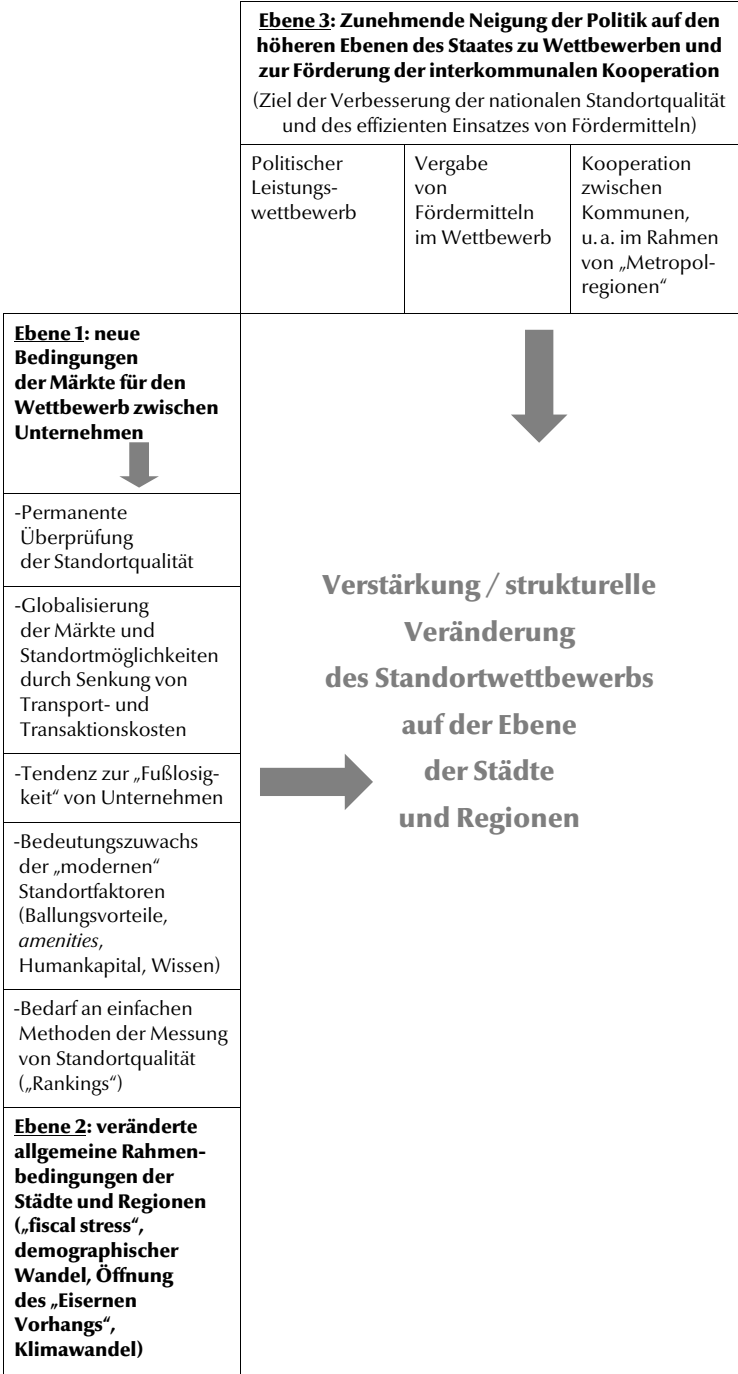 Ebene 3: Zunehmende Neigung der Politik auf den
höheren Ebenen des Staates zu Wettbewerben und
zur Förderung der interkommunalen Kooperation
(Ziel der Verbesserung der nationalen Standortqualität
und des effizienten Einsatzes von Fördermitteln)
Politischer
Leistungs-
wettbewerb
Vergabe
von
Fördermitteln
im Wettbewerb
Kooperation
zwischen
Kommunen,
u. a. im Rahmen
von „Metropol-
regionen“
Ebene 1: neue
Bedingungen
der Märkte für den
Wettbewerb zwischen
Unternehmen
-Permanente
Überprüfung
der Standortqualität
-Globalisierung
der Märkte und
Standortmöglichkeiten
durch Senkung von
Transport- und
Transaktionskosten
-Tendenz zur „Fußlosig-
keit“ von Unternehmen
-Bedeutungszuwachs
der „modernen“
Standortfaktoren
(Ballungsvorteile,
amenities,
Humankapital, Wissen)
-Bedarf an einfachen
Methoden der Messung
von Standortqualität
(„Rankings“)
Ebene 2: veränderte
allgemeine Rahmen-
bedingungen der
Städte und Regionen
(„fiscal stress“,
demographischer
Wandel, Öffnung
des „Eisernen
Vorhangs“,
Klimawandel)
Verstärkung / strukturelle
Veränderung
des Standortwettbewerbs
auf der Ebene
der Städte
und Regionen